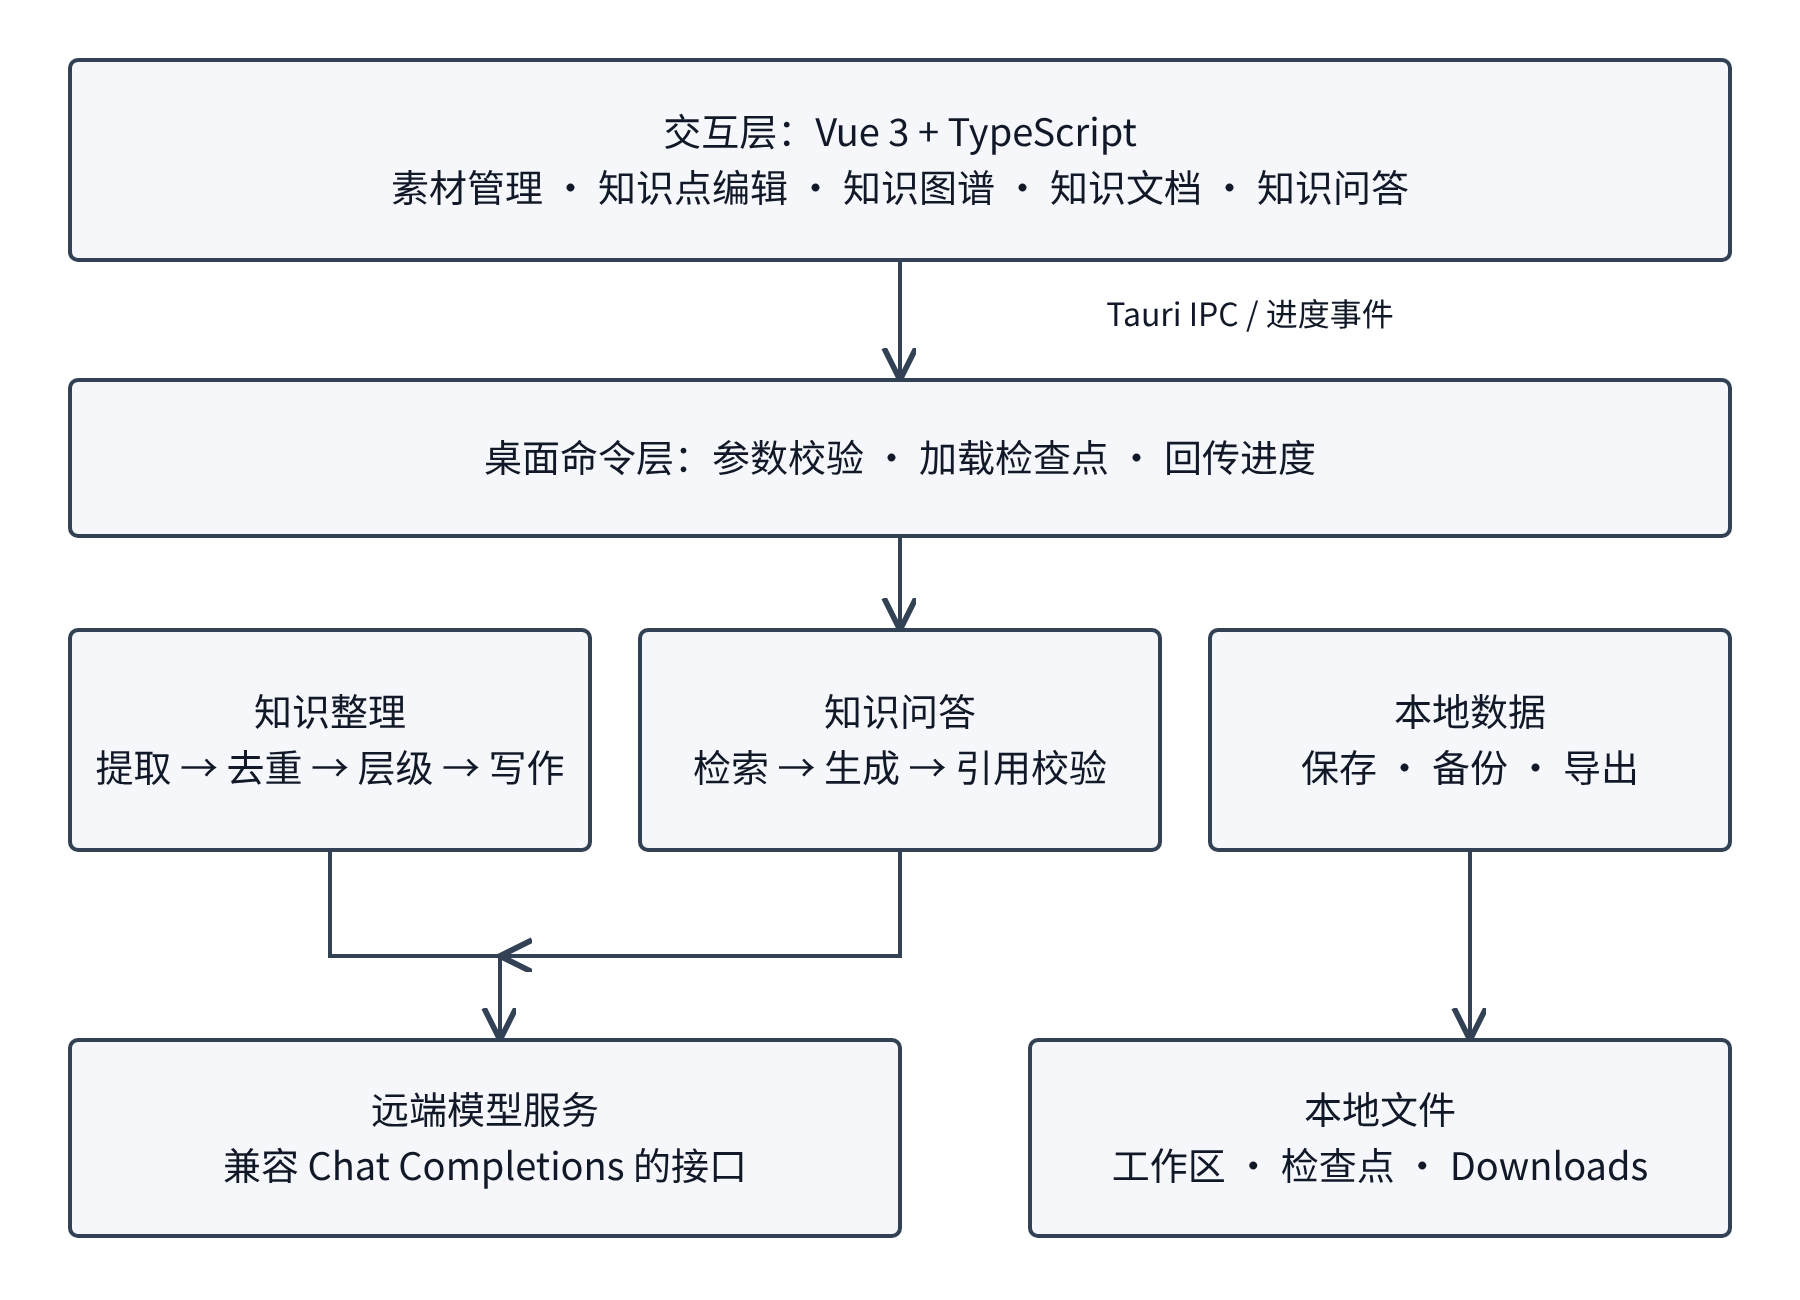 交互层：Vue 3 + TypeScript
素材管理 · 知识点编辑 · 知识图谱 · 知识文档 · 知识问答
Tauri IPC / 进度事件
桌面命令层：参数校验 · 加载检查点 · 回传进度
知识整理
提取 → 去重 → 层级 → 写作
知识问答
检索 → 生成 → 引用校验
本地数据
保存 · 备份 · 导出
远端模型服务
兼容 Chat Completions 的接口
本地文件
工作区 · 检查点 · Downloads